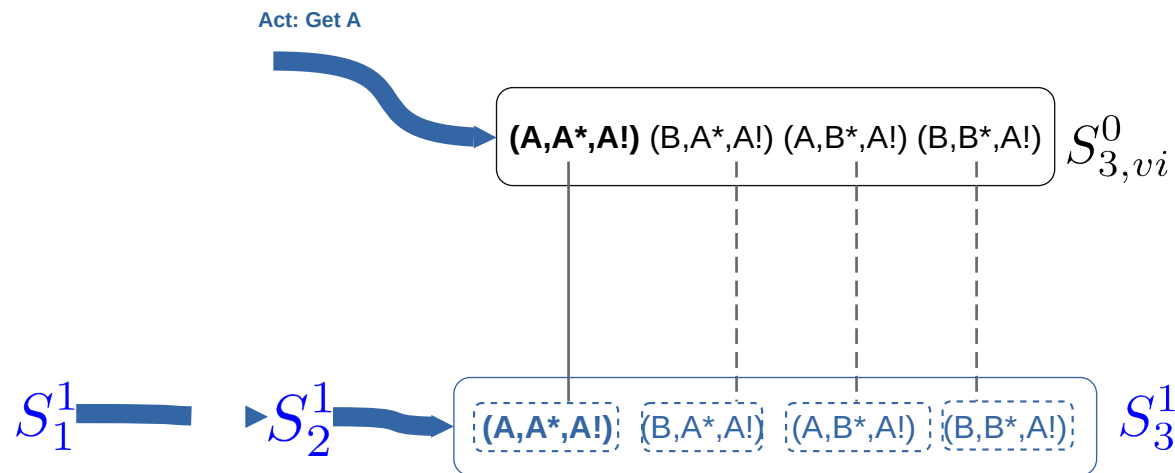 Act: Get A
(A,A*,A!) (B,A*,A!) (A,B*,A!) (B,B*,A!) S^0_{3,vi}
S^1_1 S^1_2 (A,A*,A!) (B,A*,A!) (A,B*,A!) (B,B*,A!) S^1_3